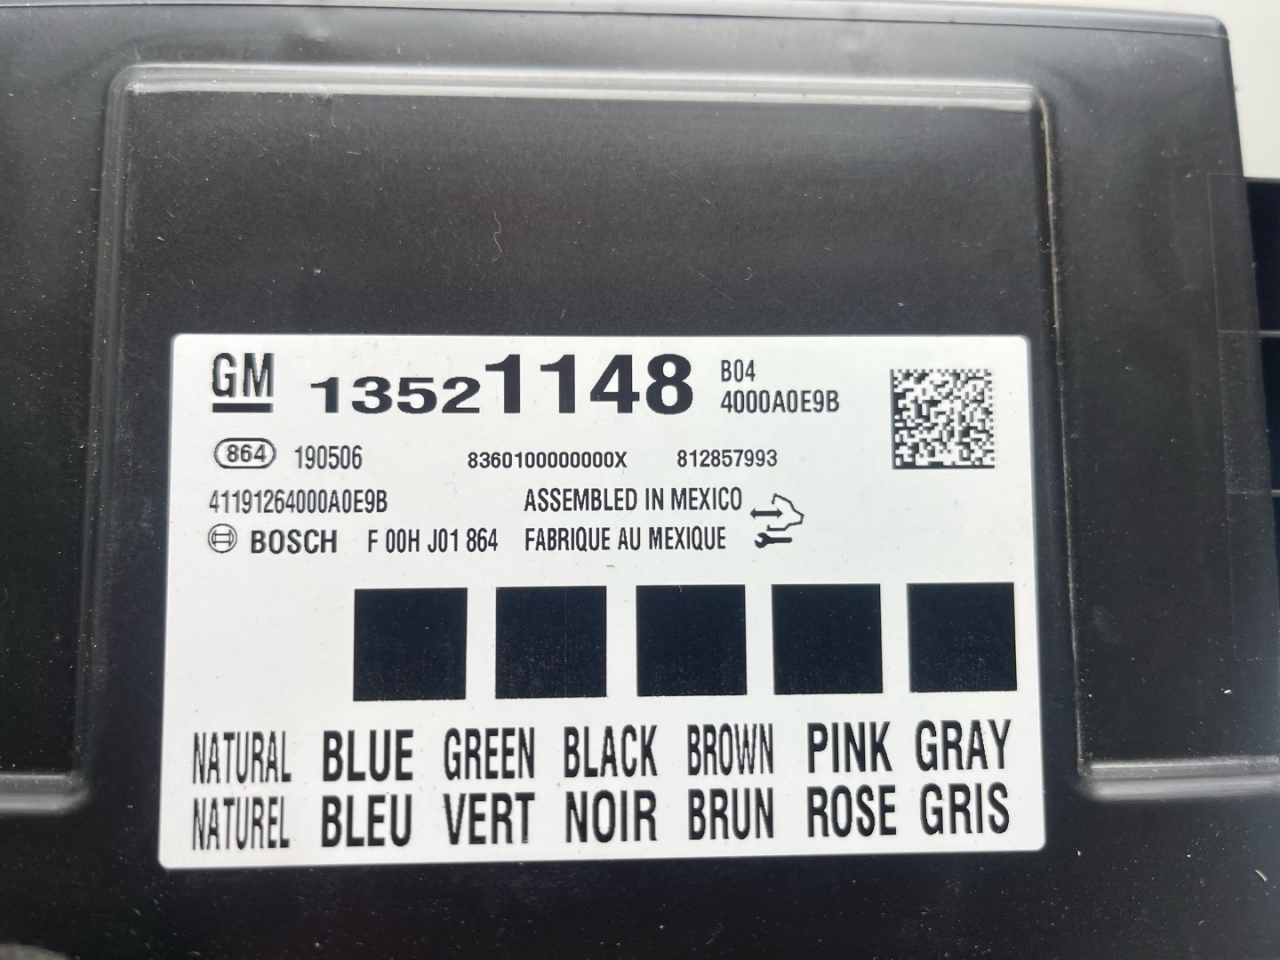 GM 13521148 B04
4000A0E9B
864 190506 8360100000000X 812857993
41191264000A0E9B ASSEMBLED IN MEXICO
BOSCH F 00H J01 864 FABRIQUE AU MEXIQUE
NATURAL BLUE GREEN BLACK BROWN PINK GRAY
NATUREL BLEU VERT NOIR BRUN ROSE GRIS